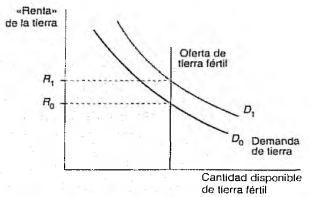 «Renta»
de la tierra
Oferta de
tierra fértil
R₁
R₀
D₁
D₀ Demanda
de tierra
Cantidad disponible
de tierra fértil